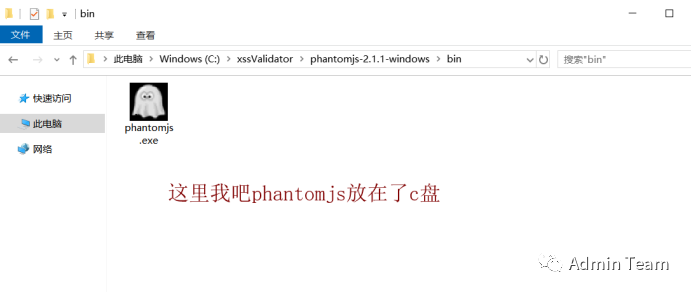 bin
文件 主页 共享 查看
此电脑 > Windows (C:) > xssValidator > phantomjs-2.1.1-windows > bin
搜索"bin"
快速访问
此电脑
网络
phantomjs
.exe
这里我吧phantomjs放在了c盘
Admin Team